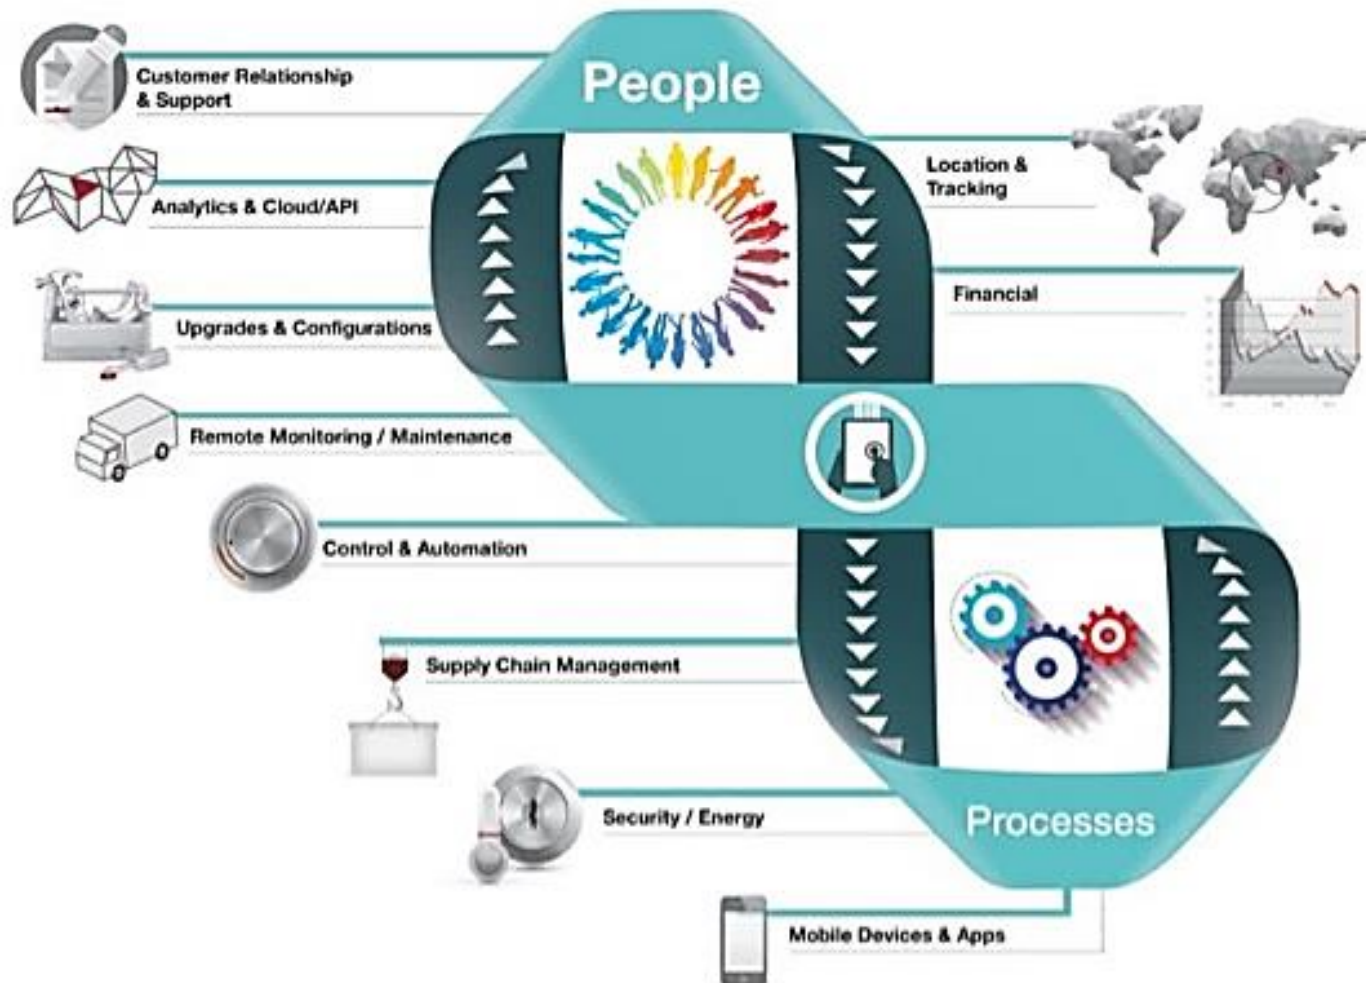 People
Customer Relationship
& Support
Location &
Tracking
Analytics & Cloud/API
Financial
Upgrades & Configurations
Remote Monitoring / Maintenance
Control & Automation
Supply Chain Management
Security / Energy
Processes
Mobile Devices & Apps